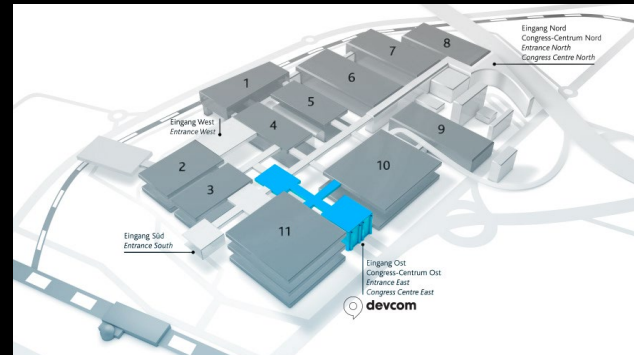 Eingang Nord
Congress-Centrum Nord
Entrance North
Congress Centre North
8
7
6
1
5
9
Eingang West
Entrance West
4
10
2
3
11
Eingang Süd
Entrance South
Eingang Ost
Congress-Centrum Ost
Entrance East
Congress Centre East
devcom